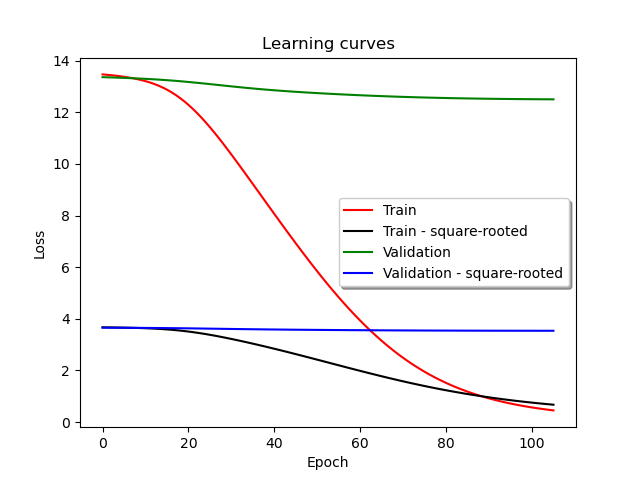 Learning curves
14
12
10
8
6
4
2
0
Loss
Train
Train - square-rooted
Validation
Validation - square-rooted
0 20 40 60 80 100
Epoch